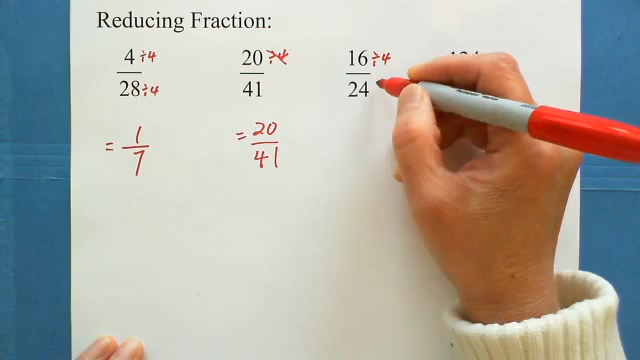 Reducing Fraction:
4 ÷4 20 ÷4 16 ÷4
28 ÷4 41 24
= 1 = 20
7 41